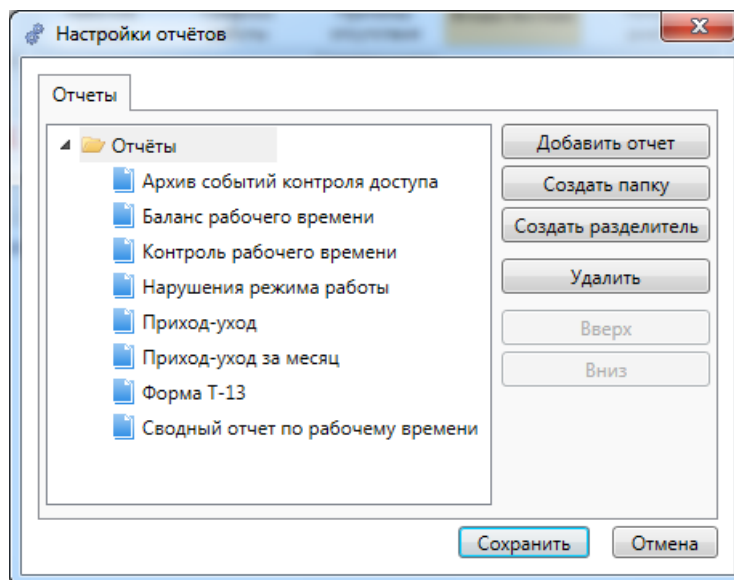 Настройки отчётов
Отчеты
Отчёты
Архив событий контроля доступа
Баланс рабочего времени
Контроль рабочего времени
Нарушения режима работы
Приход-уход
Приход-уход за месяц
Форма Т-13
Сводный отчет по рабочему времени
Добавить отчет
Создать папку
Создать разделитель
Удалить
Вверх
Вниз
Сохранить
Отмена